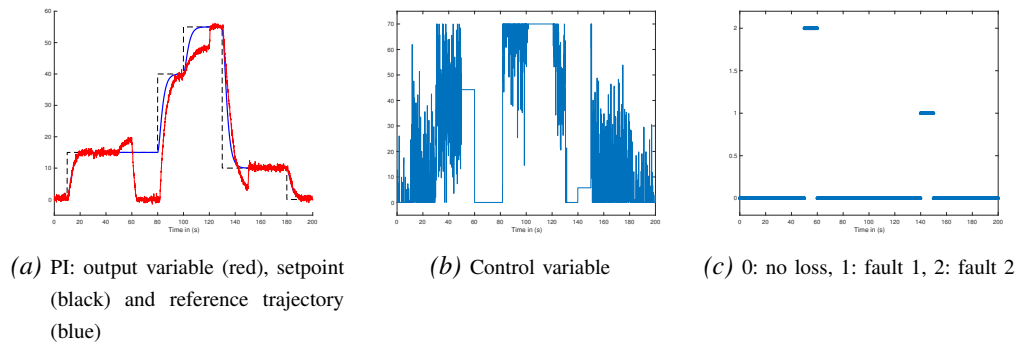 60
50
40
30
20
10
0
0 20 40 60 80 100 120 140 160 180 200
Time in (s)
(a) PI: output variable (red), setpoint
(black) and reference trajectory
(blue)
70
60
50
40
30
20
10
0
0 20 40 60 80 100 120 140 160 180 200
Time in (s)
(b) Control variable
2
1.5
1
0.5
0
0 20 40 60 80 100 120 140 160 180 200
Time in (s)
(c) 0: no loss, 1: fault 1, 2: fault 2